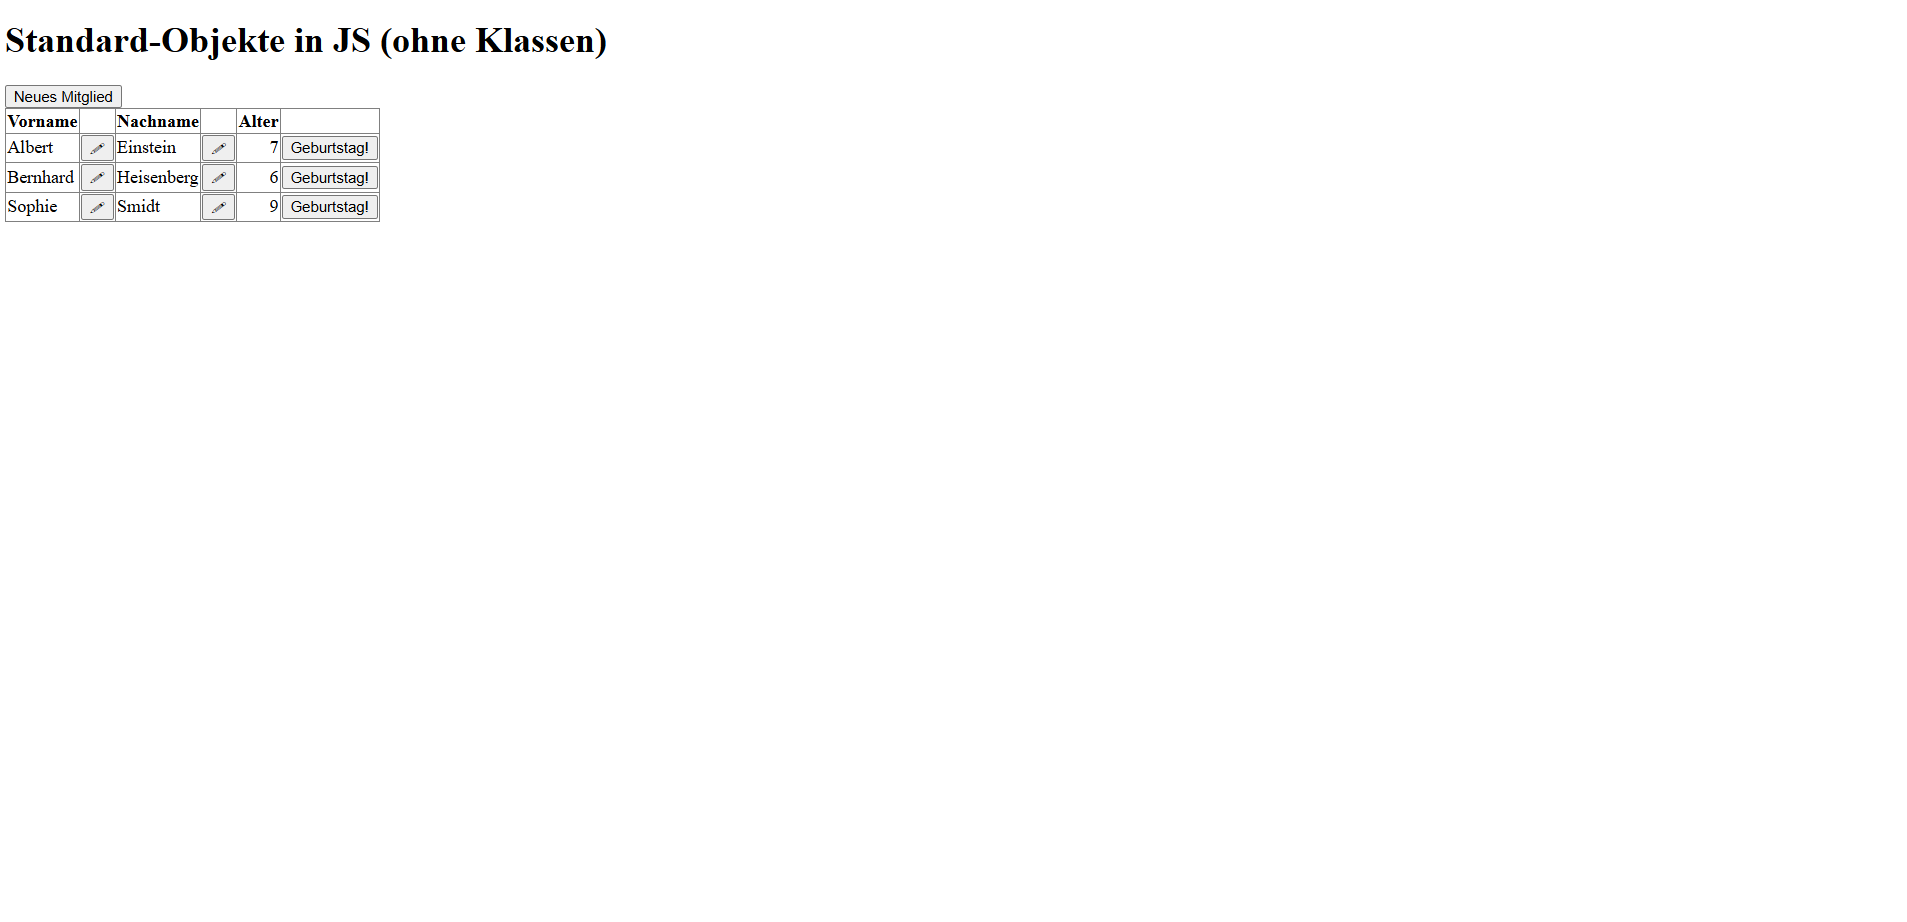 Standard-Objekte in JS (ohne Klassen)
Neues Mitglied
Vorname Nachname Alter
Albert Einstein 7 Geburtstag!
Bernhard Heisenberg 6 Geburtstag!
Sophie Smidt 9 Geburtstag!